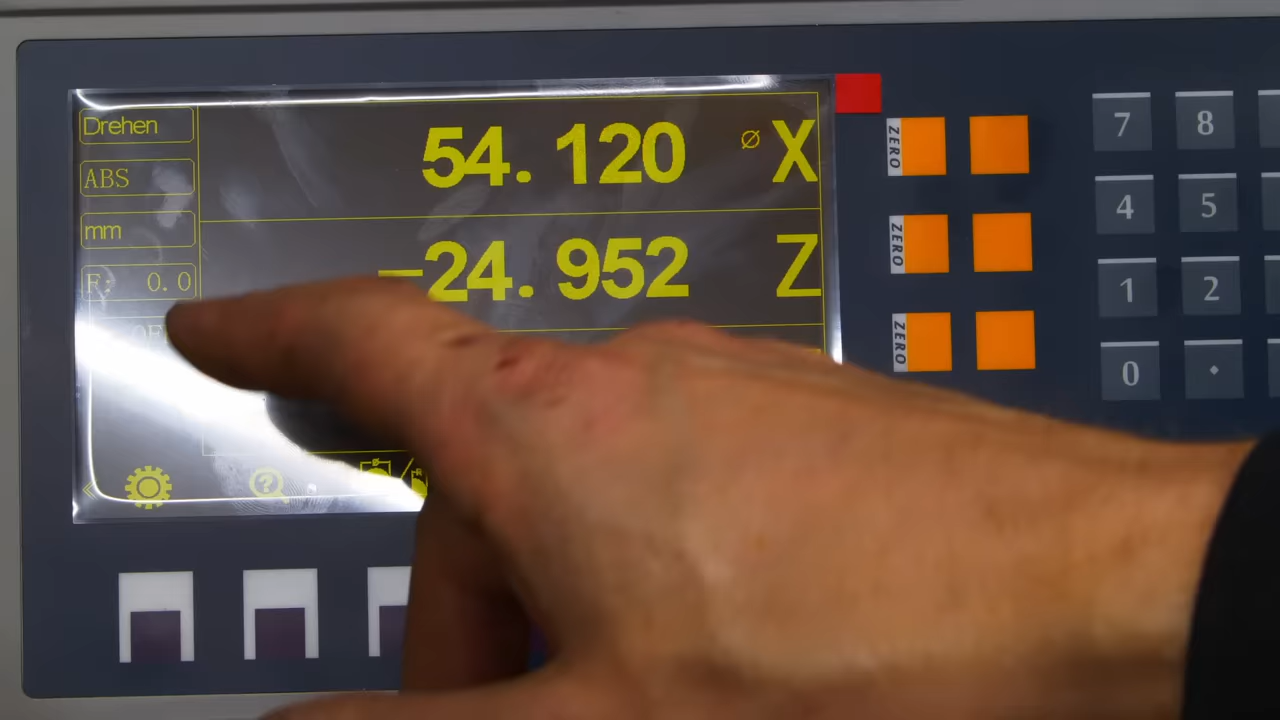 Drehen
ABS
mm
F: 0.0
54.120 ⌀ X
-24.952 Z
ZERO
ZERO
ZERO
7 8
4 5
1 2
0 .